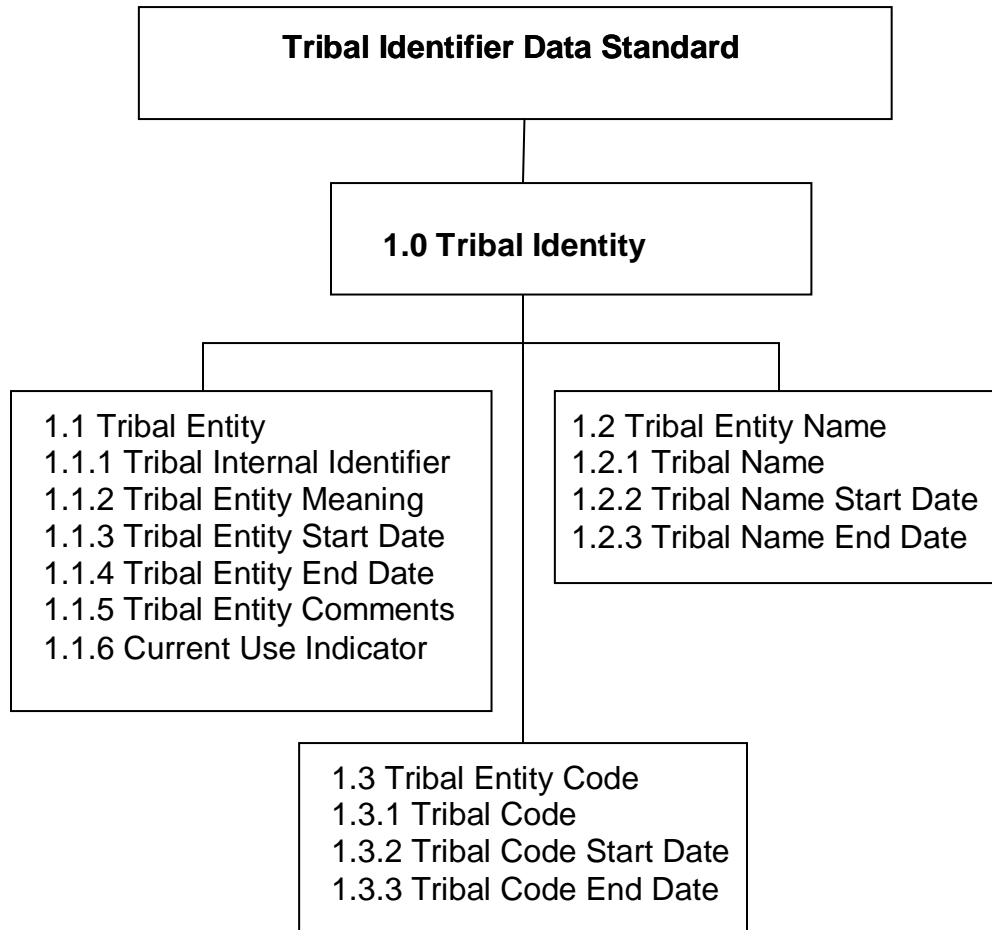 Tribal Identifier Data Standard
1.0 Tribal Identity
1.1 Tribal Entity
1.1.1 Tribal Internal Identifier
1.1.2 Tribal Entity Meaning
1.1.3 Tribal Entity Start Date
1.1.4 Tribal Entity End Date
1.1.5 Tribal Entity Comments
1.1.6 Current Use Indicator
1.2 Tribal Entity Name
1.2.1 Tribal Name
1.2.2 Tribal Name Start Date
1.2.3 Tribal Name End Date
1.3 Tribal Entity Code
1.3.1 Tribal Code
1.3.2 Tribal Code Start Date
1.3.3 Tribal Code End Date